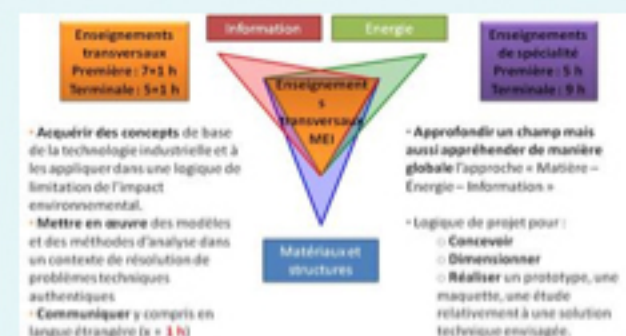 Enseignements
transversaux
Première : 7+1 h
Terminale : 5+1 h
Information
Energie
Enseignements
de spécialité
Première : 5 h
Terminale : 9 h
Enseignement
s
transversaux
MEI
Matériaux et
structures
- Acquérir des concepts de base
de la technologie industrielle et à
les appliquer dans une logique de
limitation de l'impact
environnemental.
- Mettre en œuvre des modèles
et des méthodes d'analyse dans
un contexte de résolution de
problèmes techniques
authentiques
- Communiquer y compris en
langue étrangère (x + 1 h)
- Approfondir un champ mais
aussi appréhender de manière
globale l'approche « Matière –
Énergie – Information »
- Logique de projet pour :
○ Concevoir
○ Dimensionner
○ Réaliser un prototype, une
maquette, une étude
relativement à une solution
technique envisagée.